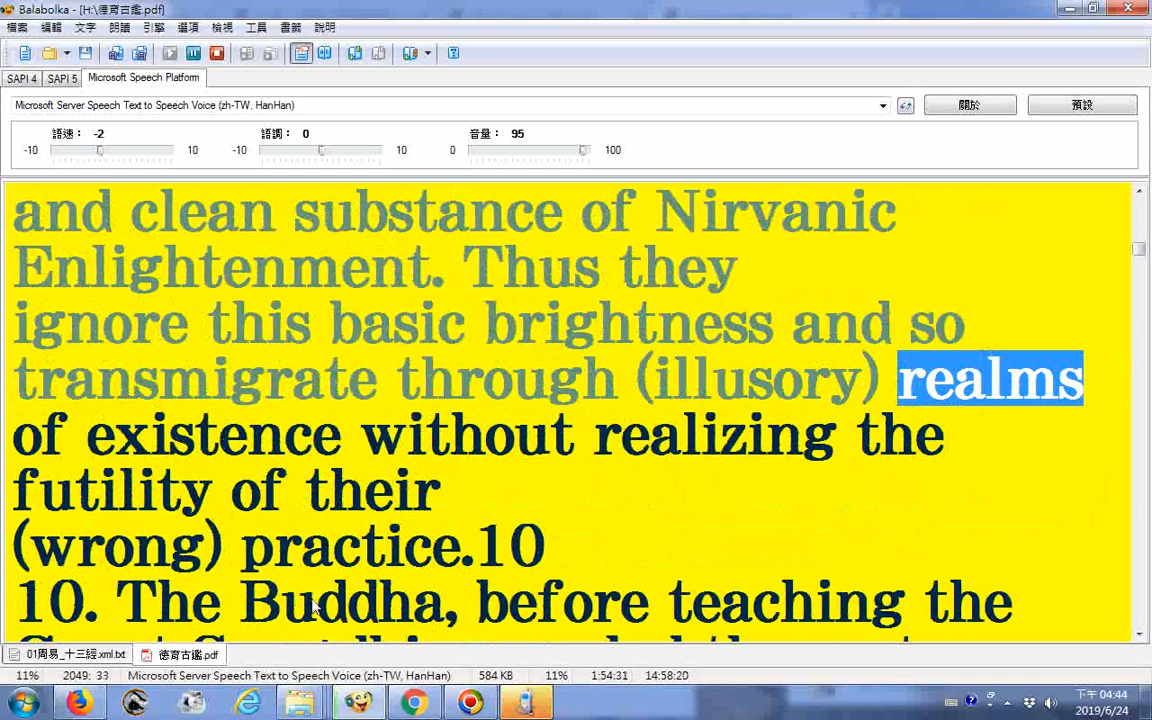 Balabolka - [H:\德育古鑑.pdf]
檔案 編輯 文字 朗讀 引擎 選項 檢視 工具 書籤 說明
SAPI 4 SAPI 5 Microsoft Speech Platform
Microsoft Server Speech Text to Speech Voice (zh-TW, HanHan) 關於 預設
語速： -2 語調： 0 音量： 95
-10 10 -10 10 0 100
and clean substance of Nirvanic
Enlightenment. Thus they
ignore this basic brightness and so
transmigrate through (illusory) realms
of existence without realizing the
futility of their
(wrong) practice.10
10. The Buddha, before teaching the
01周易_十三經.xml.txt 德育古鑑.pdf
11% 2049: 33 Microsoft Server Speech Text to Speech Voice (zh-TW, HanHan) 584 KB 11% 1:54:31 14:58:20
下午 04:44
2019/6/24